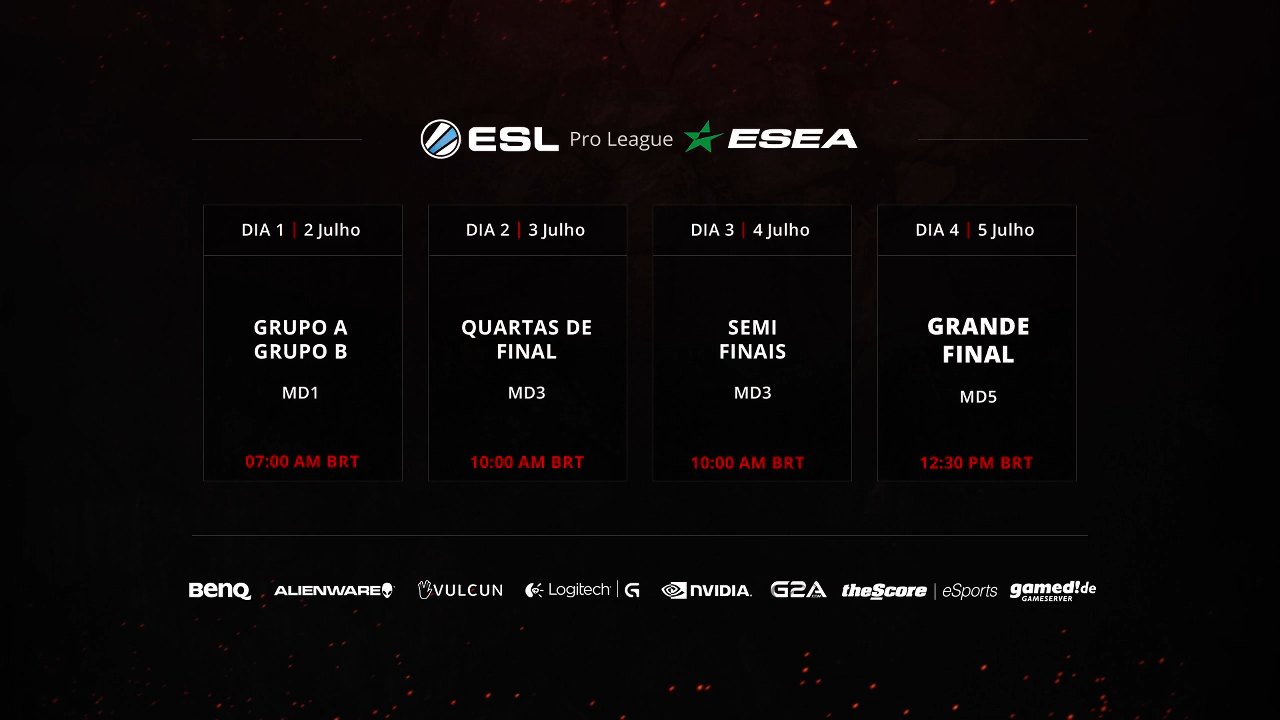 ESL Pro League ESEA
DIA 1 | 2 Julho
GRUPO A
GRUPO B
MD1
07:00 AM BRT
DIA 2 | 3 Julho
QUARTAS DE
FINAL
MD3
10:00 AM BRT
DIA 3 | 4 Julho
SEMI
FINAIS
MD3
10:00 AM BRT
DIA 4 | 5 Julho
GRANDE
FINAL
MD5
12:30 PM BRT
BenQ ALIENWARE VULCUN Logitech | G NVIDIA. G2A.COM theScore | eSports gamed!de
GAMESERVER